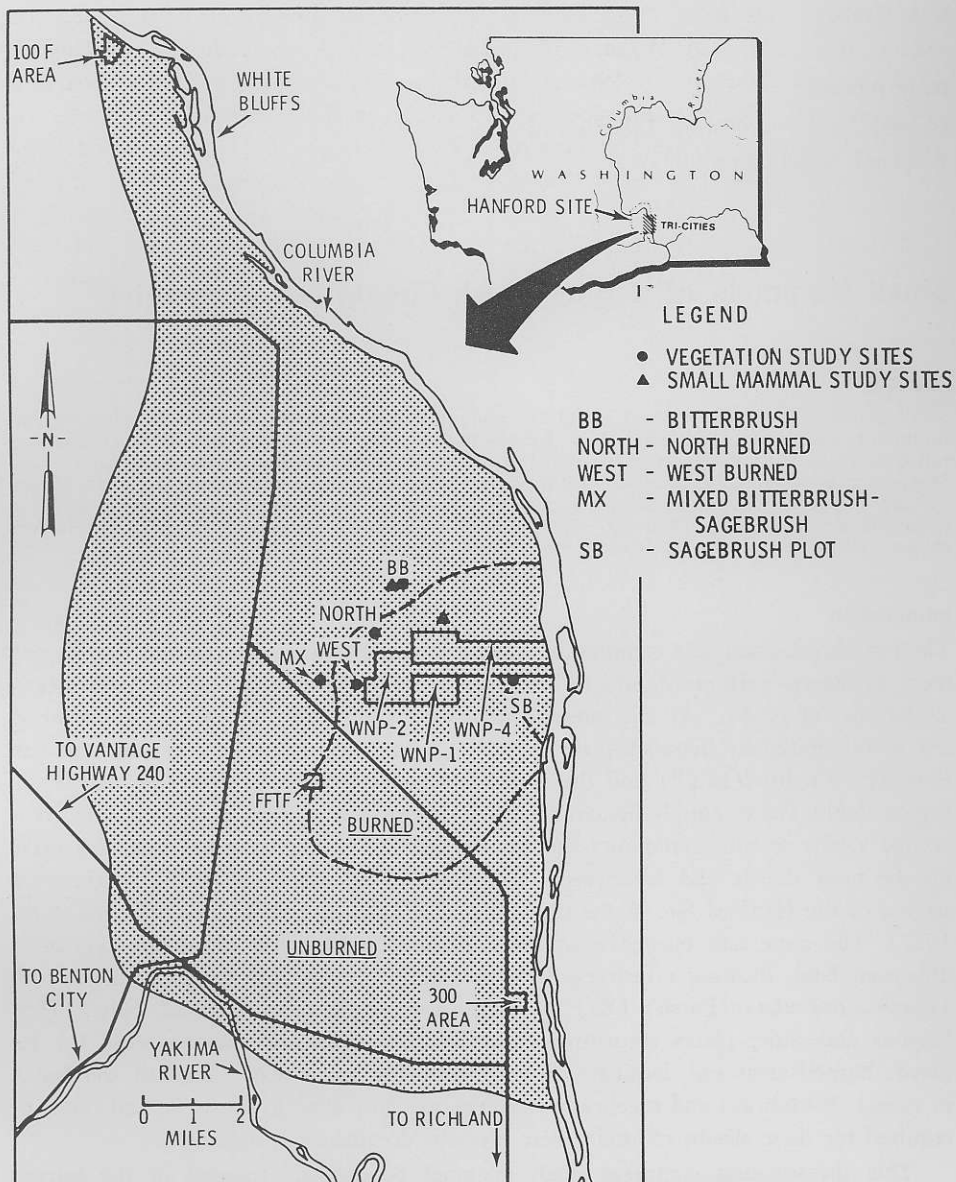 100 F
AREA
WHITE
BLUFFS
Columbia
River
WASHINGTON
HANFORD SITE
TRI-CITIES
COLUMBIA
RIVER
LEGEND
● VEGETATION STUDY SITES
▲ SMALL MAMMAL STUDY SITES
BB - BITTERBRUSH
NORTH - NORTH BURNED
WEST - WEST BURNED
MX - MIXED BITTERBRUSH-
SAGEBRUSH
SB - SAGEBRUSH PLOT
-N-
BB
NORTH
MX
WEST
SB
WNP-2
WNP-4
WNP-1
TO VANTAGE
HIGHWAY 240
FFTF
BURNED
UNBURNED
TO BENTON
CITY
300
AREA
YAKIMA
RIVER
0 1 2
MILES
TO RICHLAND